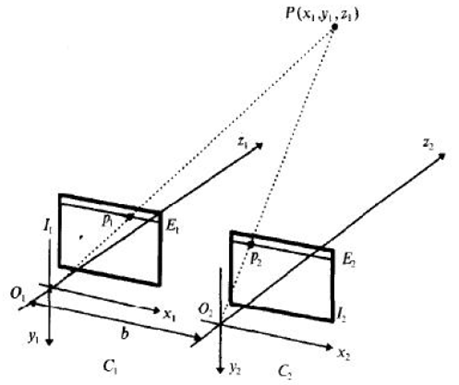 P(x₁,y₁,z₁)
z₁
z₂
I₁
p₁
E₁
p₂
E₂
O₁
x₁
O₂
I₂
y₁
b
x₂
C₁
y₂
C₂